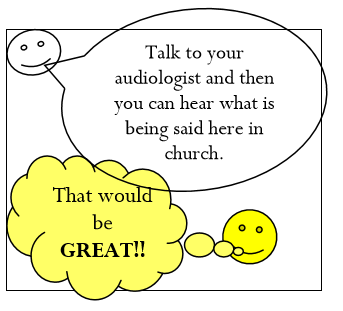 Talk to your
audiologist and then
you can hear what is
being said here in
church.
That would
be
GREAT!!